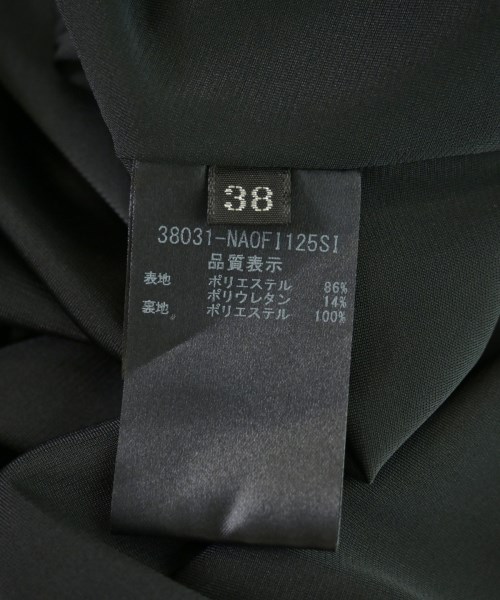 38
38031-NA0FI125SI
品質表示
表地 ポリエステル 86%
ポリウレタン 14%
裏地 ポリエステル 100%